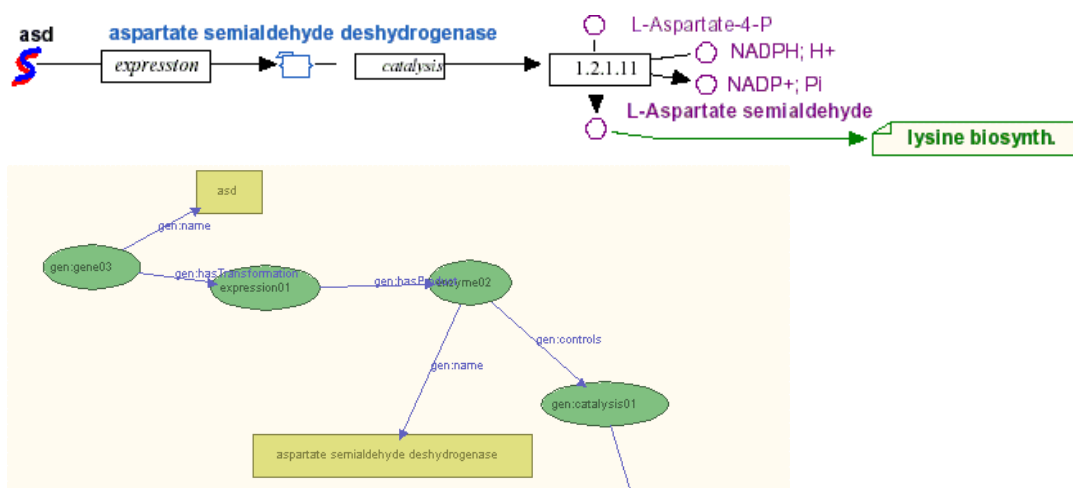 L-Aspartate-4-P
asd
aspartate semialdehyde deshydrogenase
NADPH; H+
expression
catalysis
1.2.1.11
NADP+; Pi
L-Aspartate semialdehyde
lysine biosynth.
asd
gen:name
gen:gene03
gen:hasTransformation
expression01
gen:hasProduct
enzyme02
gen:controls
gen:name
gen:catalysis01
aspartate semialdehyde deshydrogenase